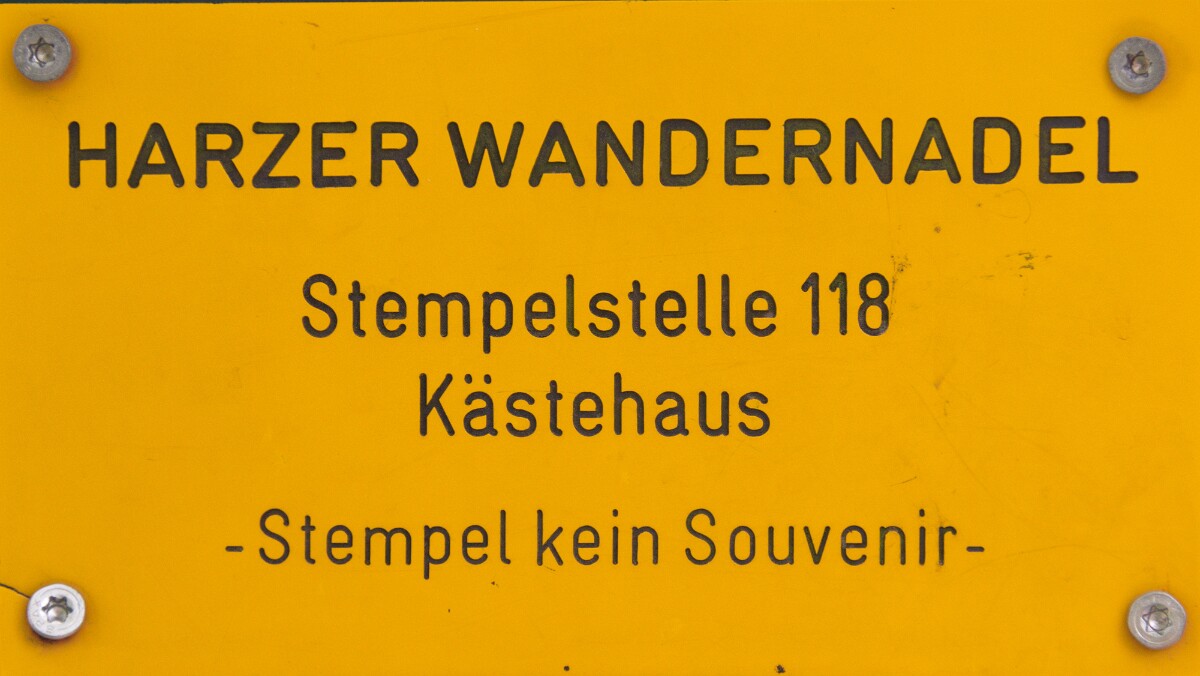 HARZER WANDERNADEL
Stempelstelle 118
Kästehaus
-Stempel kein Souvenir-